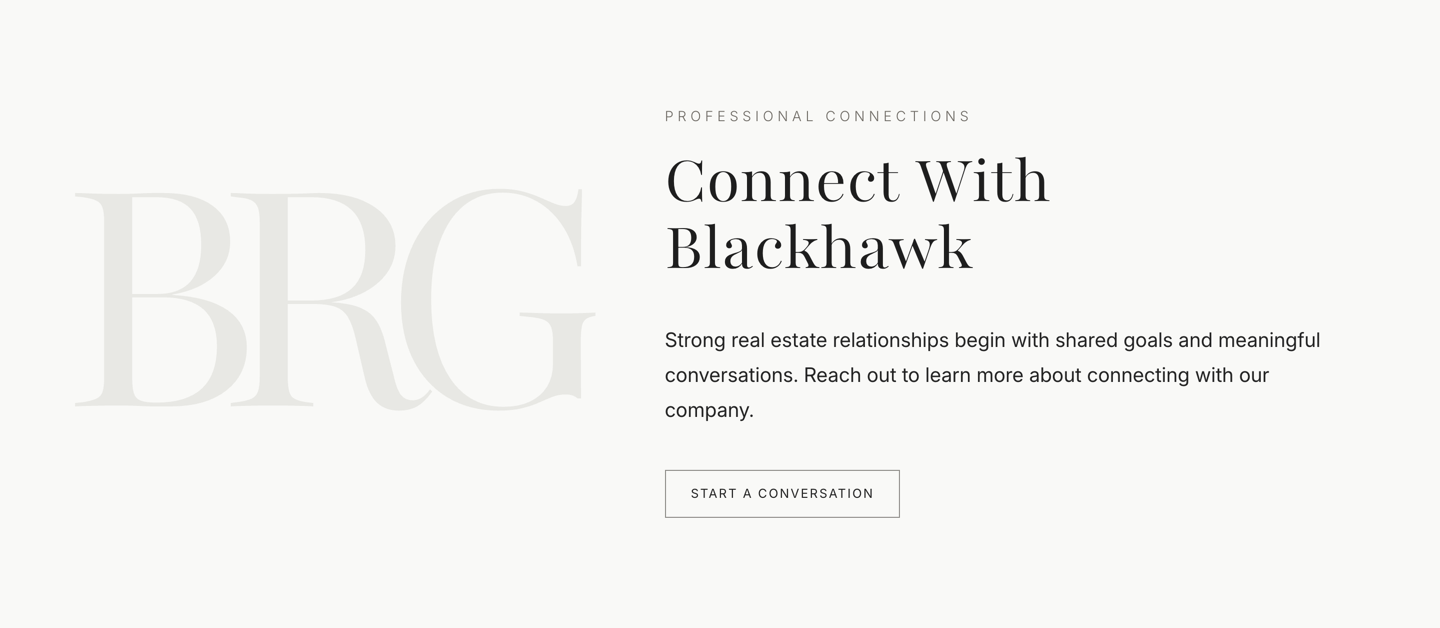 BRG
PROFESSIONAL CONNECTIONS
Connect With
Blackhawk
Strong real estate relationships begin with shared goals and meaningful
conversations. Reach out to learn more about connecting with our
company.
START A CONVERSATION